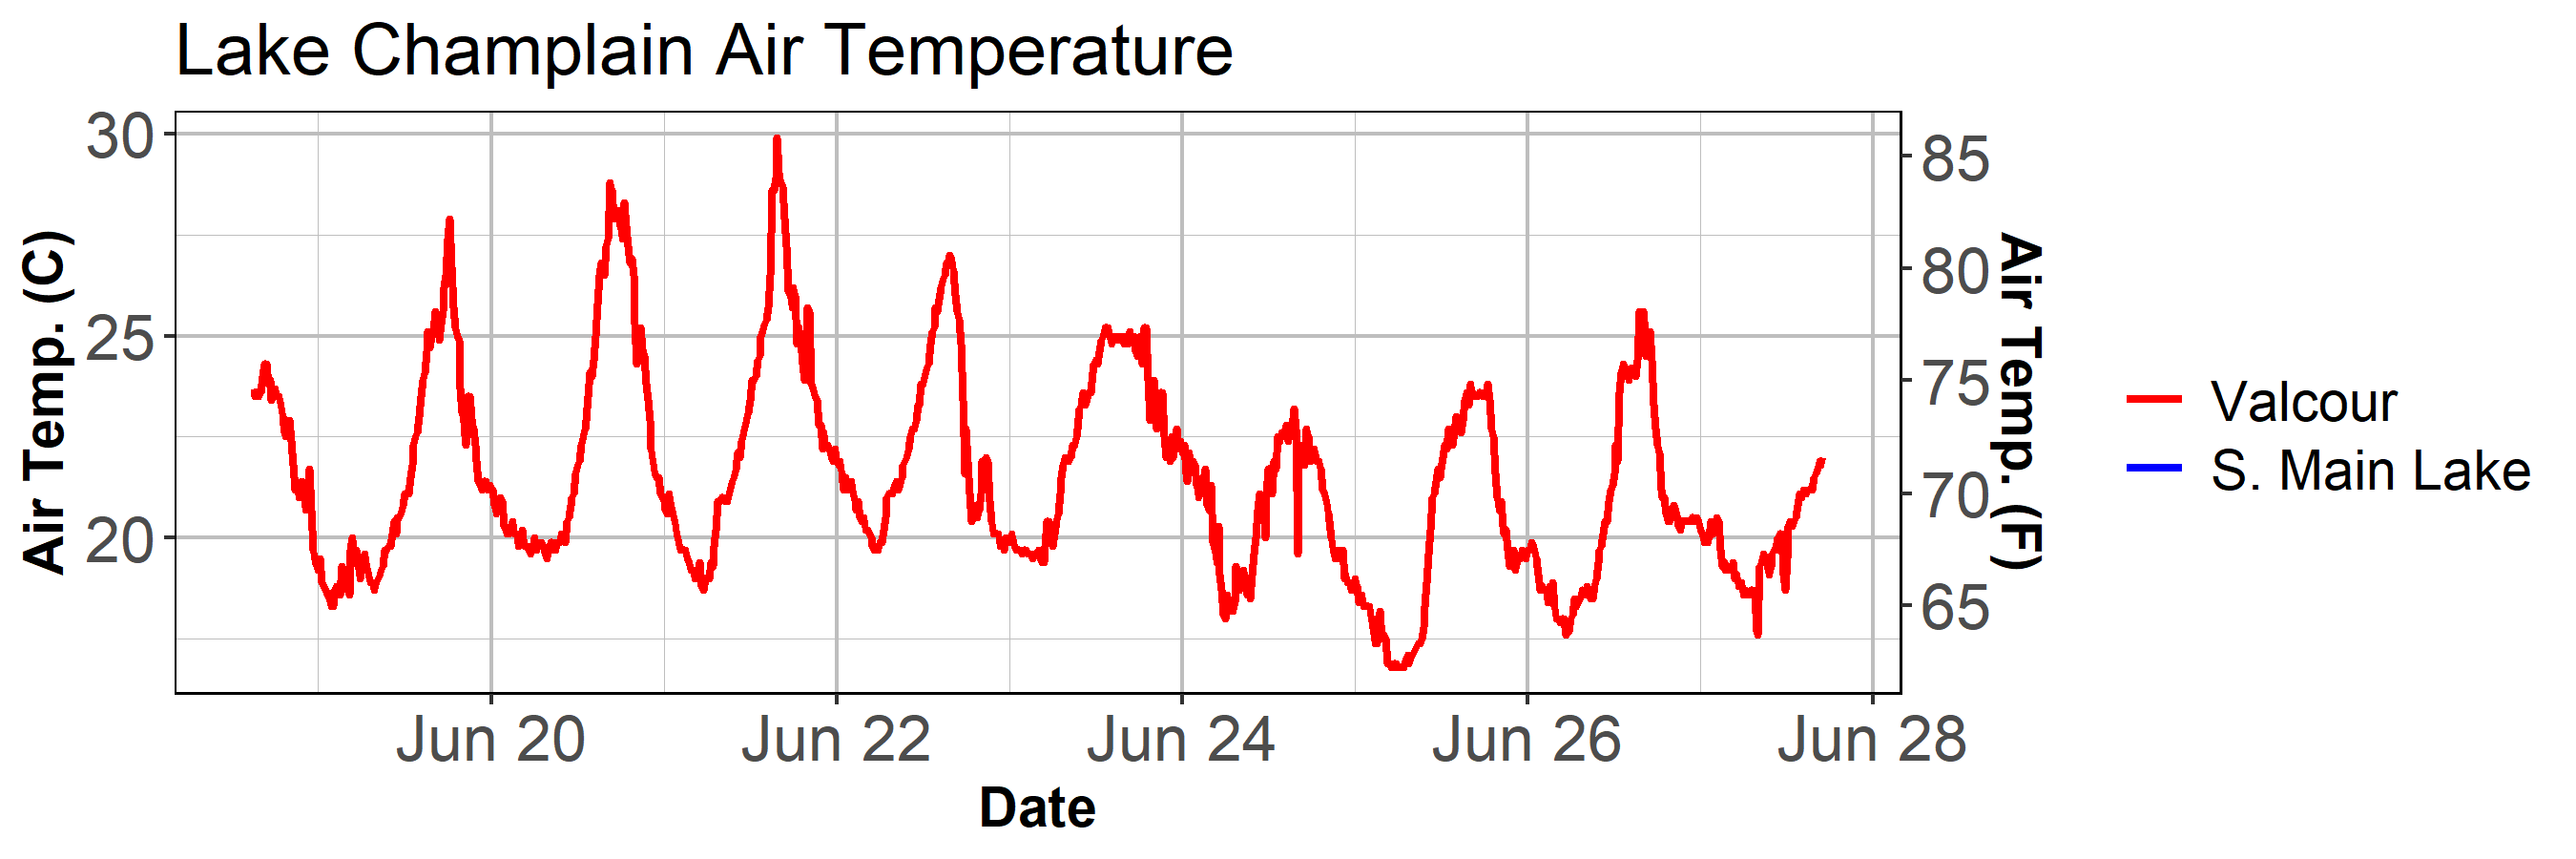 Lake Champlain Air Temperature
Air Temp. (C)
30
25
20
85
80
75
70
65
Air Temp. (F)
Jun 20
Jun 22
Jun 24
Jun 26
Jun 28
Date
Valcour
S. Main Lake